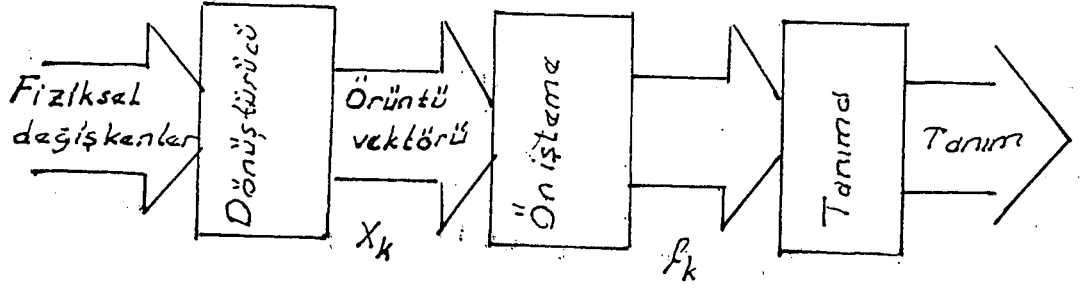 Fiziksel
değişkenler
Dönüştürücü
Örüntü
vektörü
X_k
Ön işleme
f_k
Tanıma
Tanım